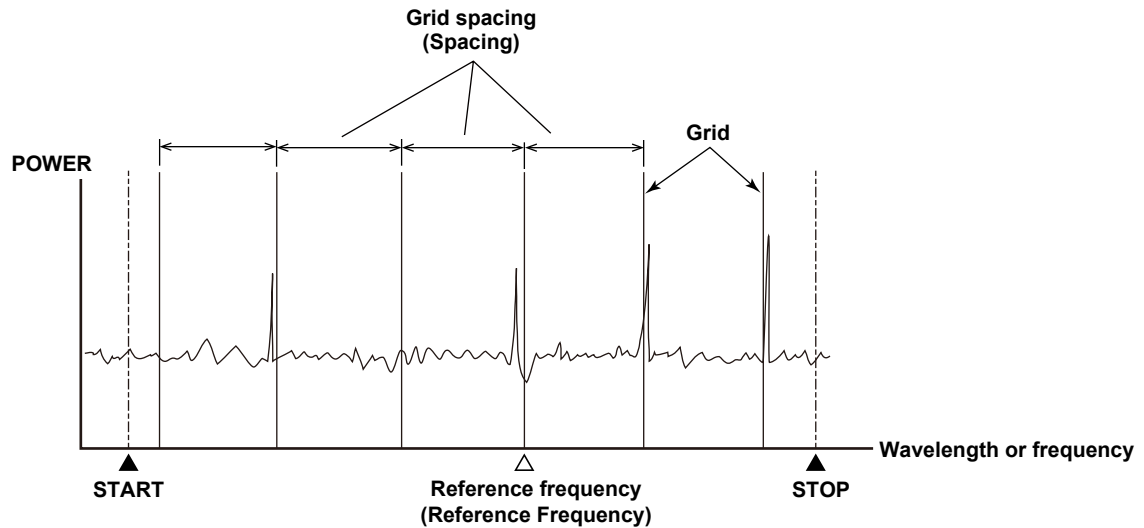 Grid spacing
(Spacing)
Grid
POWER
Wavelength or frequency
START
Reference frequency
(Reference Frequency)
STOP